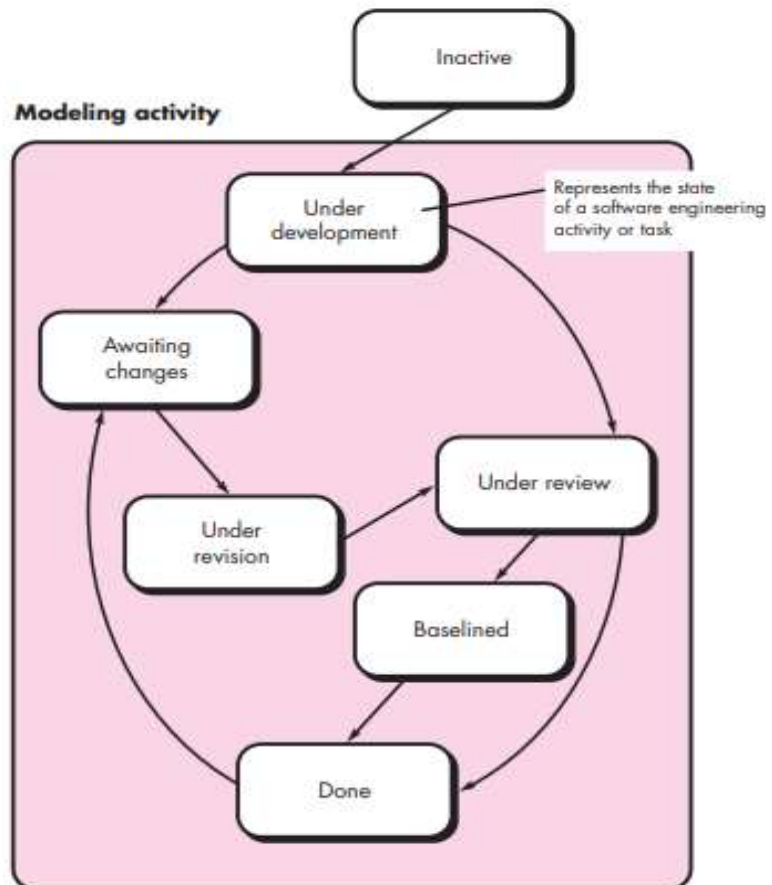 Inactive
Modeling activity
Under
development
Represents the state
of a software engineering
activity or task
Awaiting
changes
Under review
Under
revision
Baselined
Done